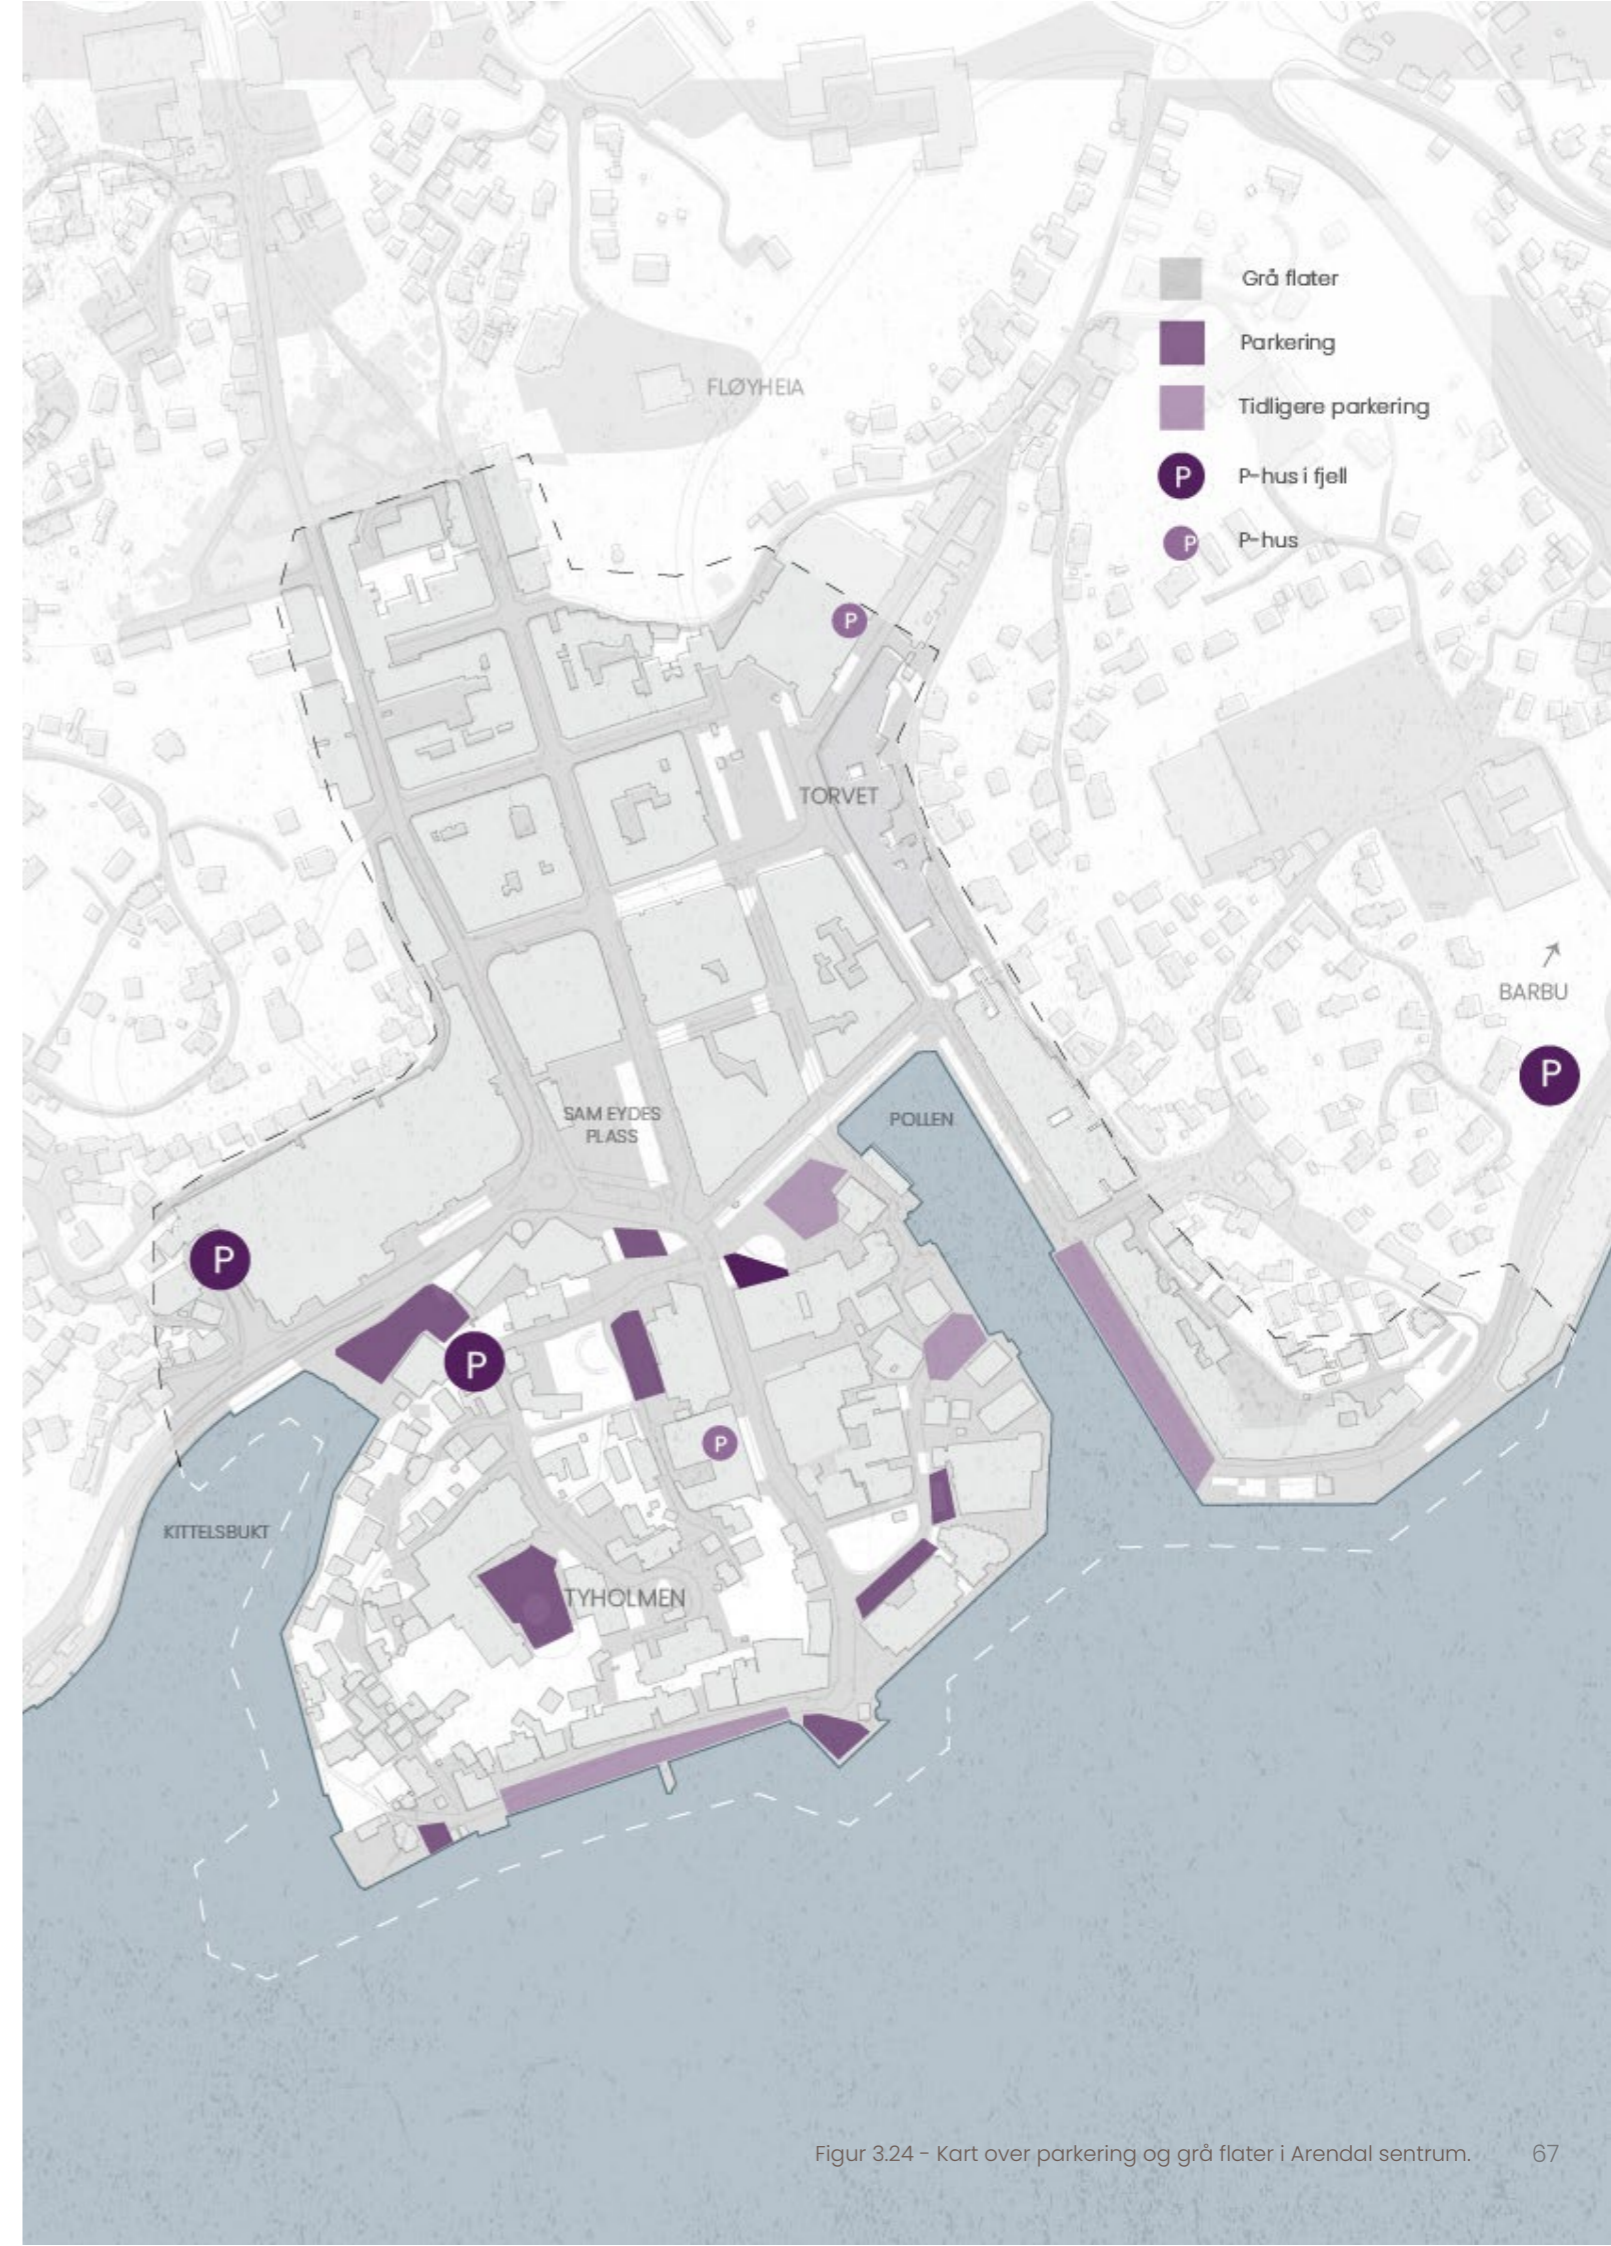 Grå flater
Parkering
Tidligere parkering
P P-hus i fjell
P P-hus
FLØYHEIA
P
TORVET
BARBU
P
SAM EYDES
PLASS
POLLEN
P
P
P
KITTELSBUKT
TYHOLMEN
Figur 3.24 - Kart over parkering og grå flater i Arendal sentrum. 67